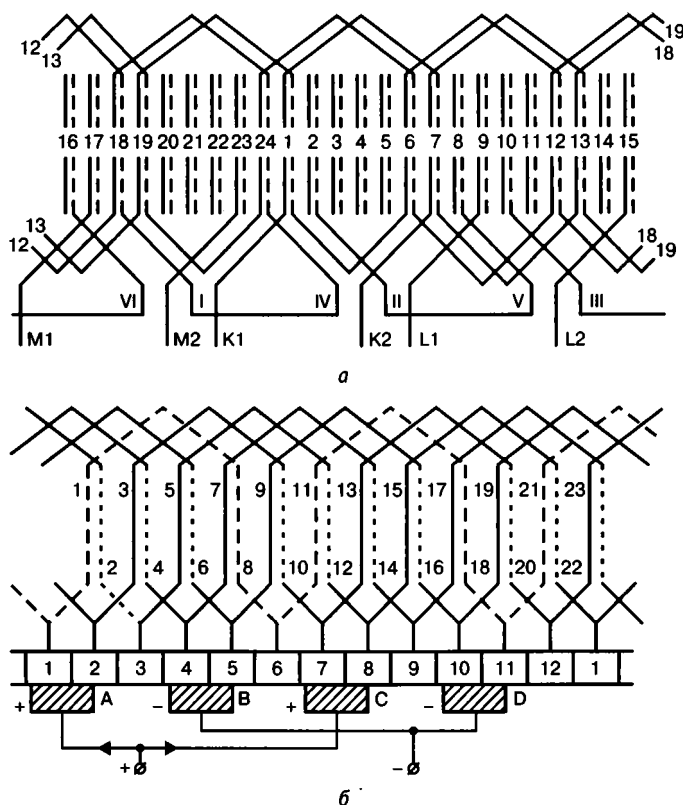 12 13 19 18
16 17 18 19 20 21 22 23 24 1 2 3 4 5 6 7 8 9 10 11 12 13 14 15
13 12 18 19
VI I IV II V III
M1 M2 K1 K2 L1 L2
а
1 3 5 7 9 11 13 15 17 19 21 23
2 4 6 8 10 12 14 16 18 20 22
1 2 3 4 5 6 7 8 9 10 11 12 1
+ A − B + C − D
+ −
б